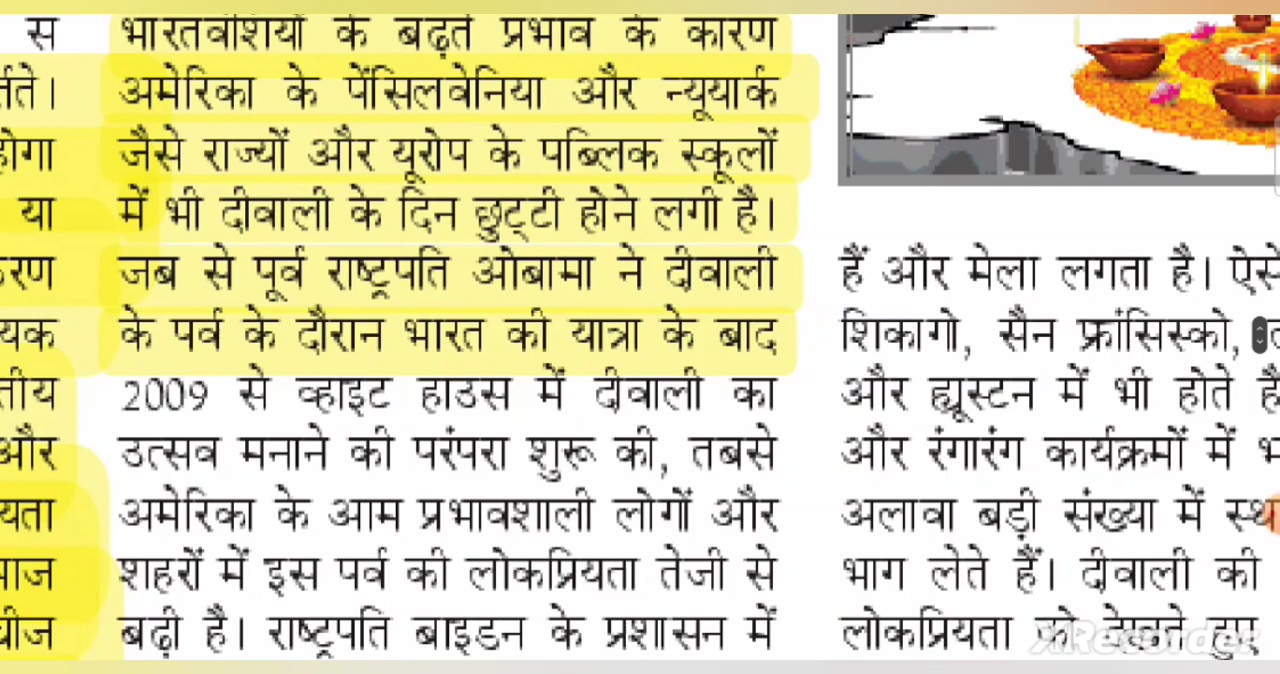 स
र्तते।
होगा
या
रण
यक
तीय
और
यता
माज
बीज
भारतवंशियों के बढ़ते प्रभाव के कारण
अमेरिका के पेंसिलवेनिया और न्यूयार्क
जैसे राज्यों और यूरोप के पब्लिक स्कूलों
में भी दीवाली के दिन छुट्टी होने लगी है।
जब से पूर्व राष्ट्रपति ओबामा ने दीवाली
के पर्व के दौरान भारत की यात्रा के बाद
2009 से व्हाइट हाउस में दीवाली का
उत्सव मनाने की परंपरा शुरू की, तबसे
अमेरिका के आम प्रभावशाली लोगों और
शहरों में इस पर्व की लोकप्रियता तेजी से
बढ़ी है। राष्ट्रपति बाइडन के प्रशासन में
हैं और मेला लगता है। ऐसे
शिकागो, सैन फ्रांसिस्को,
और ह्यूस्टन में भी होते हैं
और रंगारंग कार्यक्रमों में
अलावा बड़ी संख्या में स्थ
भाग लेते हैं। दीवाली की
लोकप्रियता को देखते हुए
XRecorder